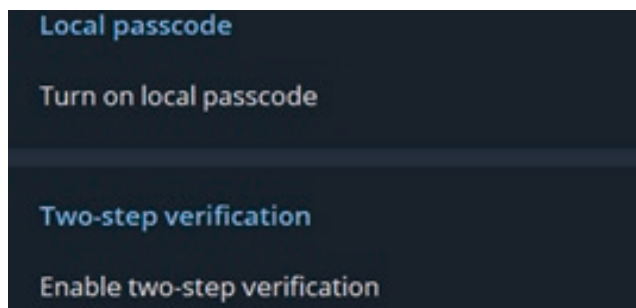 Local passcode
Turn on local passcode
Two-step verification
Enable two-step verification